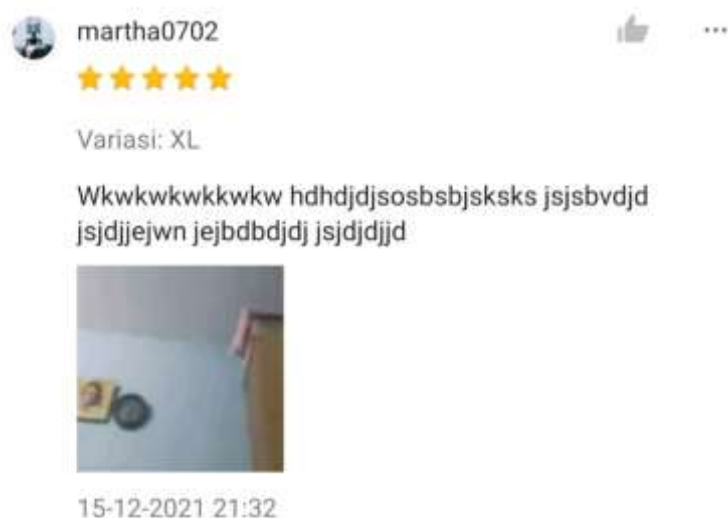 martha0702
Variasi: XL
Wkwkwkwkkwkw hdhdjdjsosbsbjsksks jsjsbvdjd
jsjdjjejwn jejbdbdjdj jsjdjdjjd
15-12-2021 21:32